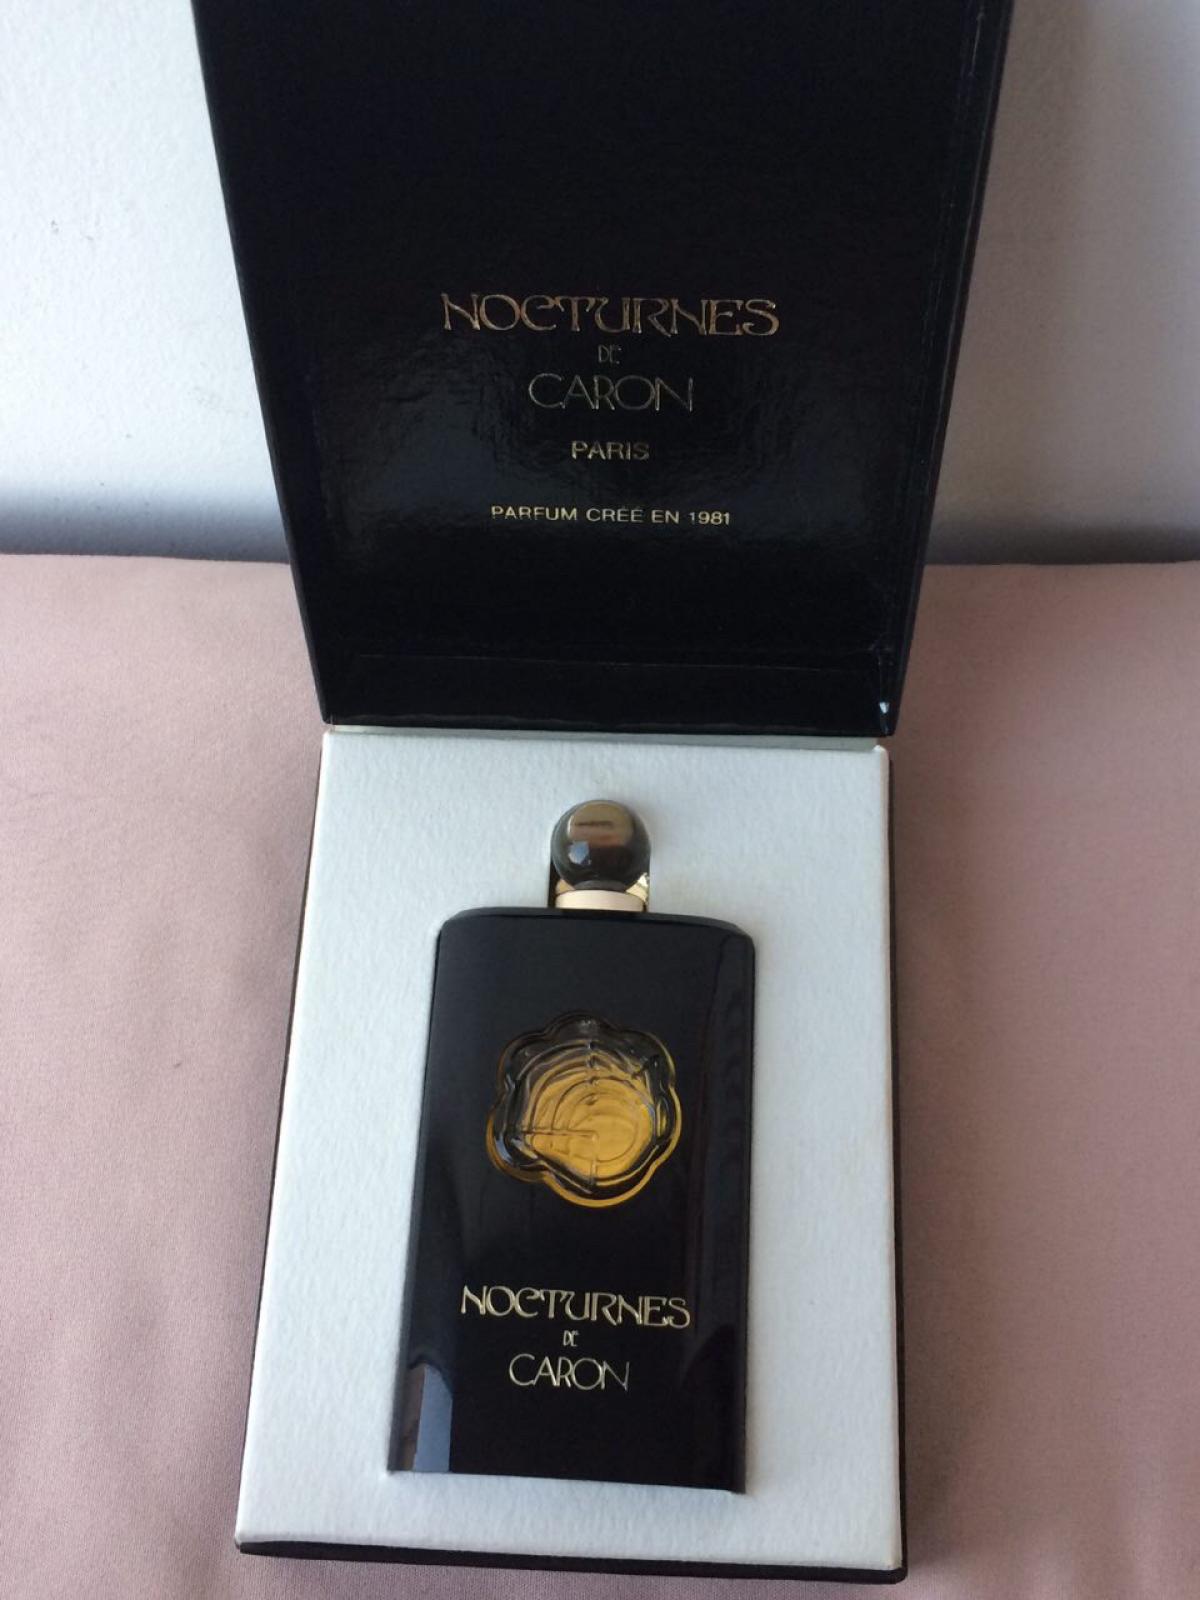 NOCTURNES
DE
CARON
PARIS
PARFUM CRÉÉ EN 1981
NOCTURNES
DE
CARON